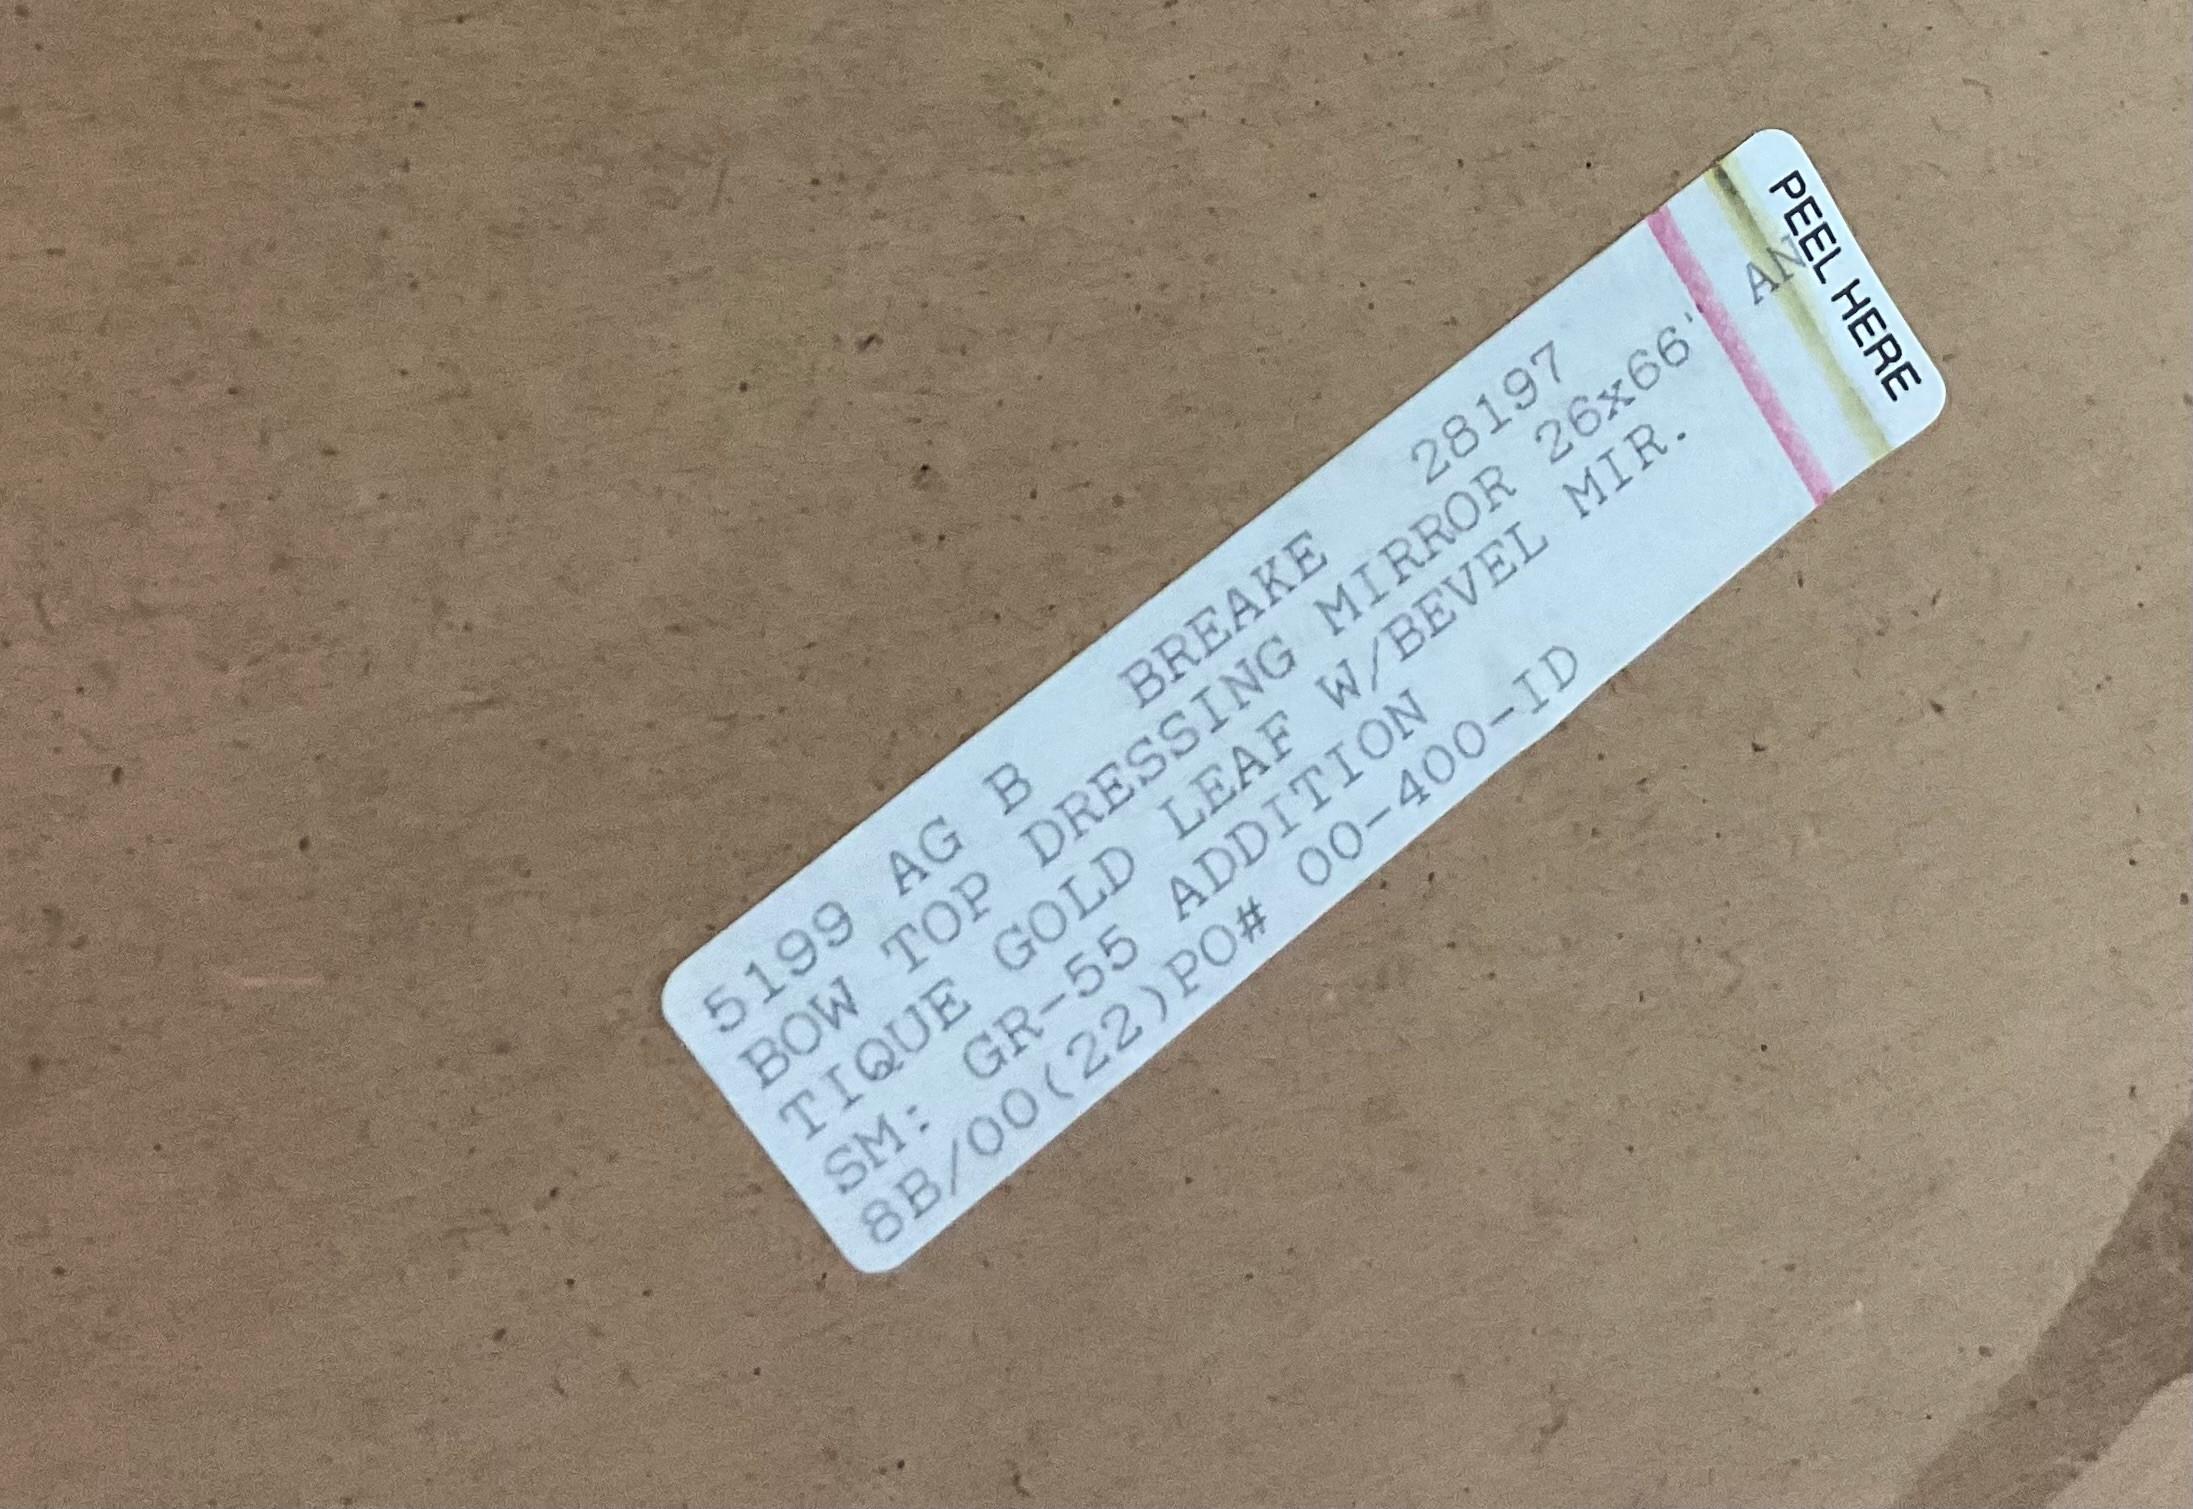 5199 AG B BREAKE 28197
BOW TOP DRESSING MIRROR 26x66' AN
TIQUE GOLD LEAF W/BEVEL MIR.
SM: GR-55 ADDITION
8B/00(22)PO# 00-400-ID
PEEL HERE